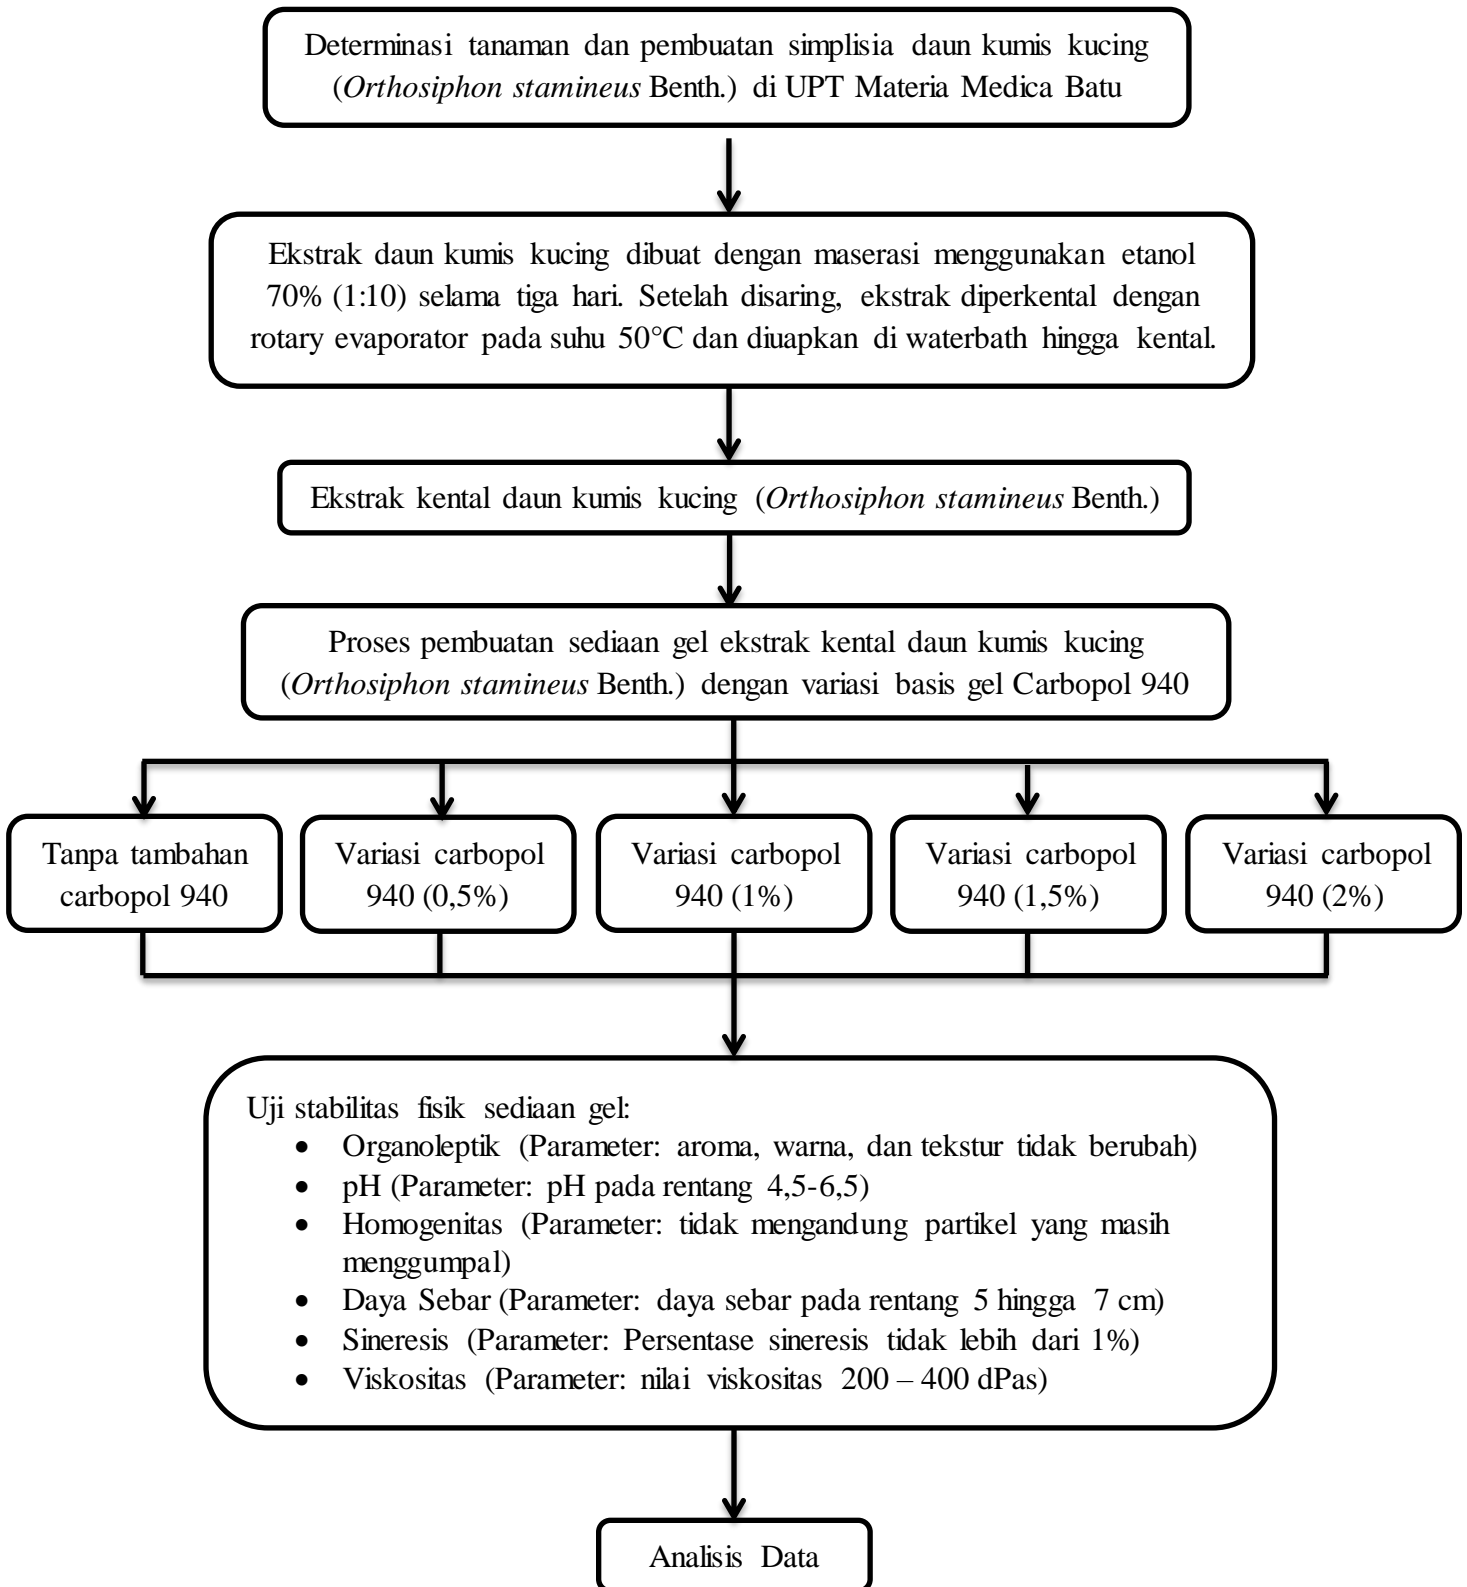 Determinasi tanaman dan pembuatan simplisia daun kumis kucing
(Orthosiphon stamineus Benth.) di UPT Materia Medica Batu
Ekstrak daun kumis kucing dibuat dengan maserasi menggunakan etanol
70% (1:10) selama tiga hari. Setelah disaring, ekstrak diperkental dengan
rotary evaporator pada suhu 50°C dan diuapkan di waterbath hingga kental.
Ekstrak kental daun kumis kucing (Orthosiphon stamineus Benth.)
Proses pembuatan sediaan gel ekstrak kental daun kumis kucing
(Orthosiphon stamineus Benth.) dengan variasi basis gel Carbopol 940
Tanpa tambahan
carbopol 940
Variasi carbopol
940 (0,5%)
Variasi carbopol
940 (1%)
Variasi carbopol
940 (1,5%)
Variasi carbopol
940 (2%)
Uji stabilitas fisik sediaan gel:
• Organoleptik (Parameter: aroma, warna, dan tekstur tidak berubah)
• pH (Parameter: pH pada rentang 4,5-6,5)
• Homogenitas (Parameter: tidak mengandung partikel yang masih
menggumpal)
• Daya Sebar (Parameter: daya sebar pada rentang 5 hingga 7 cm)
• Sineresis (Parameter: Persentase sineresis tidak lebih dari 1%)
• Viskositas (Parameter: nilai viskositas 200 – 400 dPas)
Analisis Data